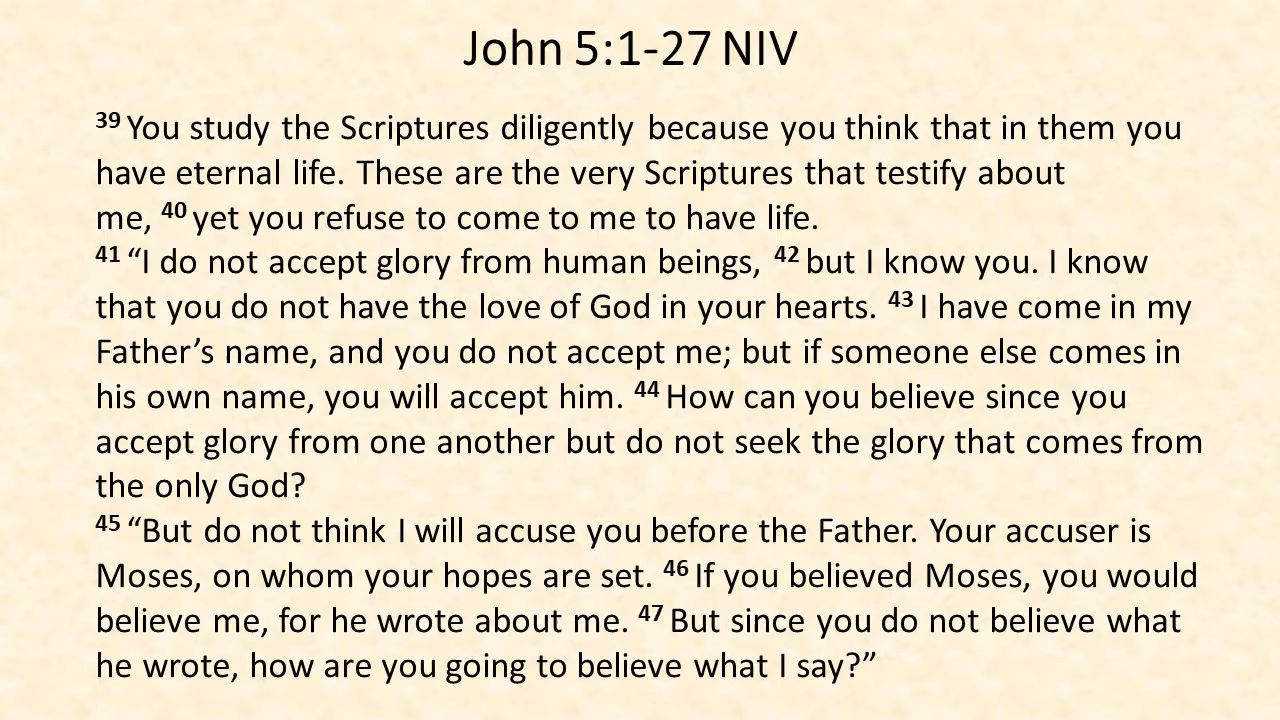 John 5:1-27 NIV
39 You study the Scriptures diligently because you think that in them you
have eternal life. These are the very Scriptures that testify about
me, 40 yet you refuse to come to me to have life.
41 “I do not accept glory from human beings, 42 but I know you. I know
that you do not have the love of God in your hearts. 43 I have come in my
Father’s name, and you do not accept me; but if someone else comes in
his own name, you will accept him. 44 How can you believe since you
accept glory from one another but do not seek the glory that comes from
the only God?
45 “But do not think I will accuse you before the Father. Your accuser is
Moses, on whom your hopes are set. 46 If you believed Moses, you would
believe me, for he wrote about me. 47 But since you do not believe what
he wrote, how are you going to believe what I say?”